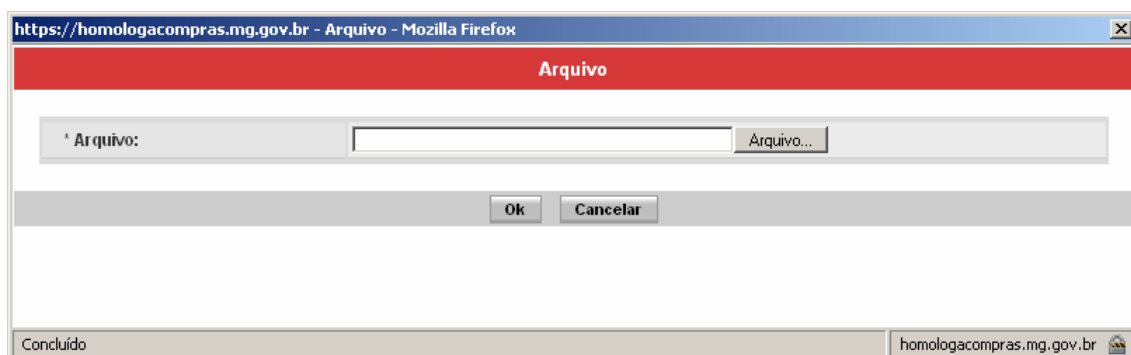 https://homologacompras.mg.gov.br - Arquivo - Mozilla Firefox
Arquivo
* Arquivo: Arquivo...
Ok Cancelar
Concluído homologacompras.mg.gov.br